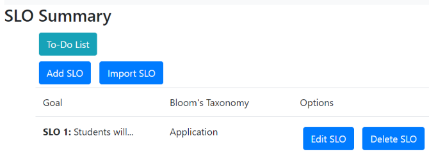 SLO Summary
To-Do List
Add SLO Import SLO
Goal Bloom's Taxonomy Options
SLO 1: Students will... Application Edit SLO Delete SLO